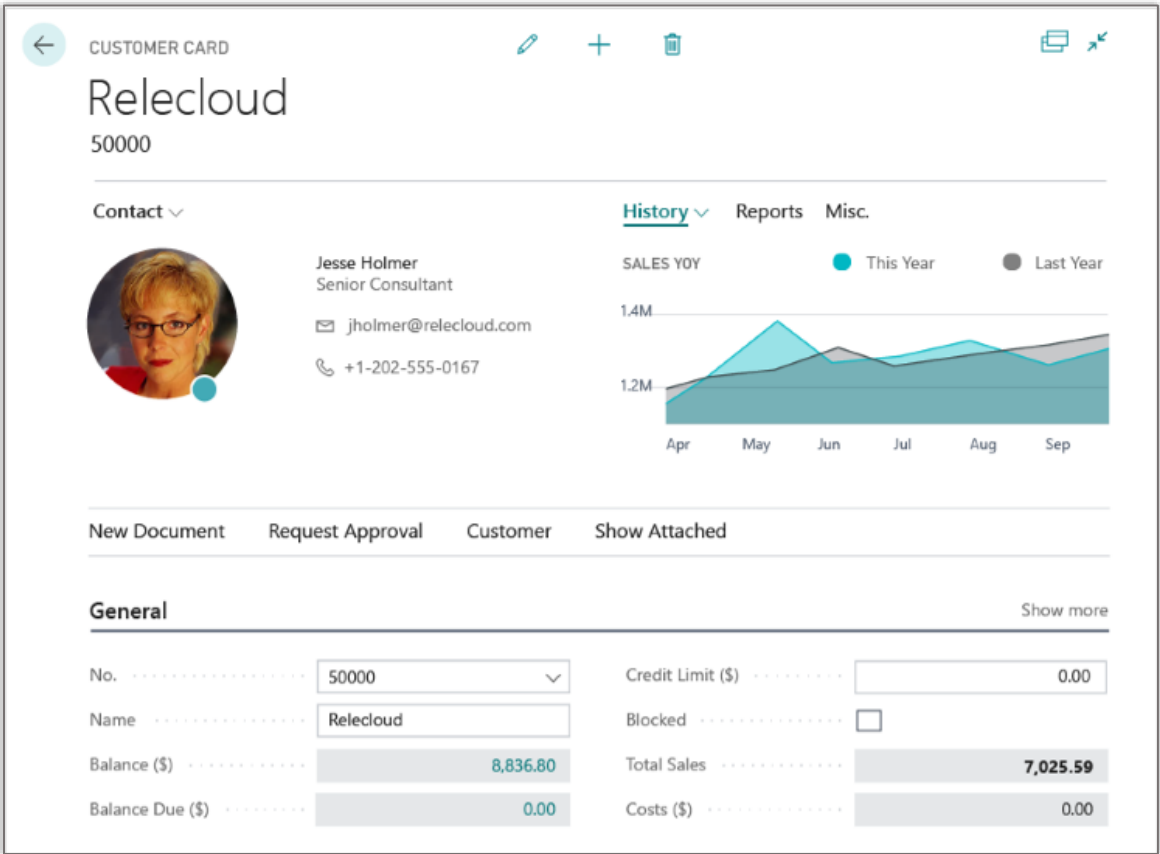 CUSTOMER CARD
Relecloud
50000
Contact
Jesse Holmer
Senior Consultant
jholmer@relecloud.com
+1-202-555-0167
History Reports Misc.
SALES YOY This Year Last Year
1.4M
1.2M
Apr May Jun Jul Aug Sep
New Document Request Approval Customer Show Attached
General Show more
No. 50000 Credit Limit ($) 0.00
Name Relecloud Blocked
Balance ($) 8,836.80 Total Sales 7,025.59
Balance Due ($) 0.00 Costs ($) 0.00